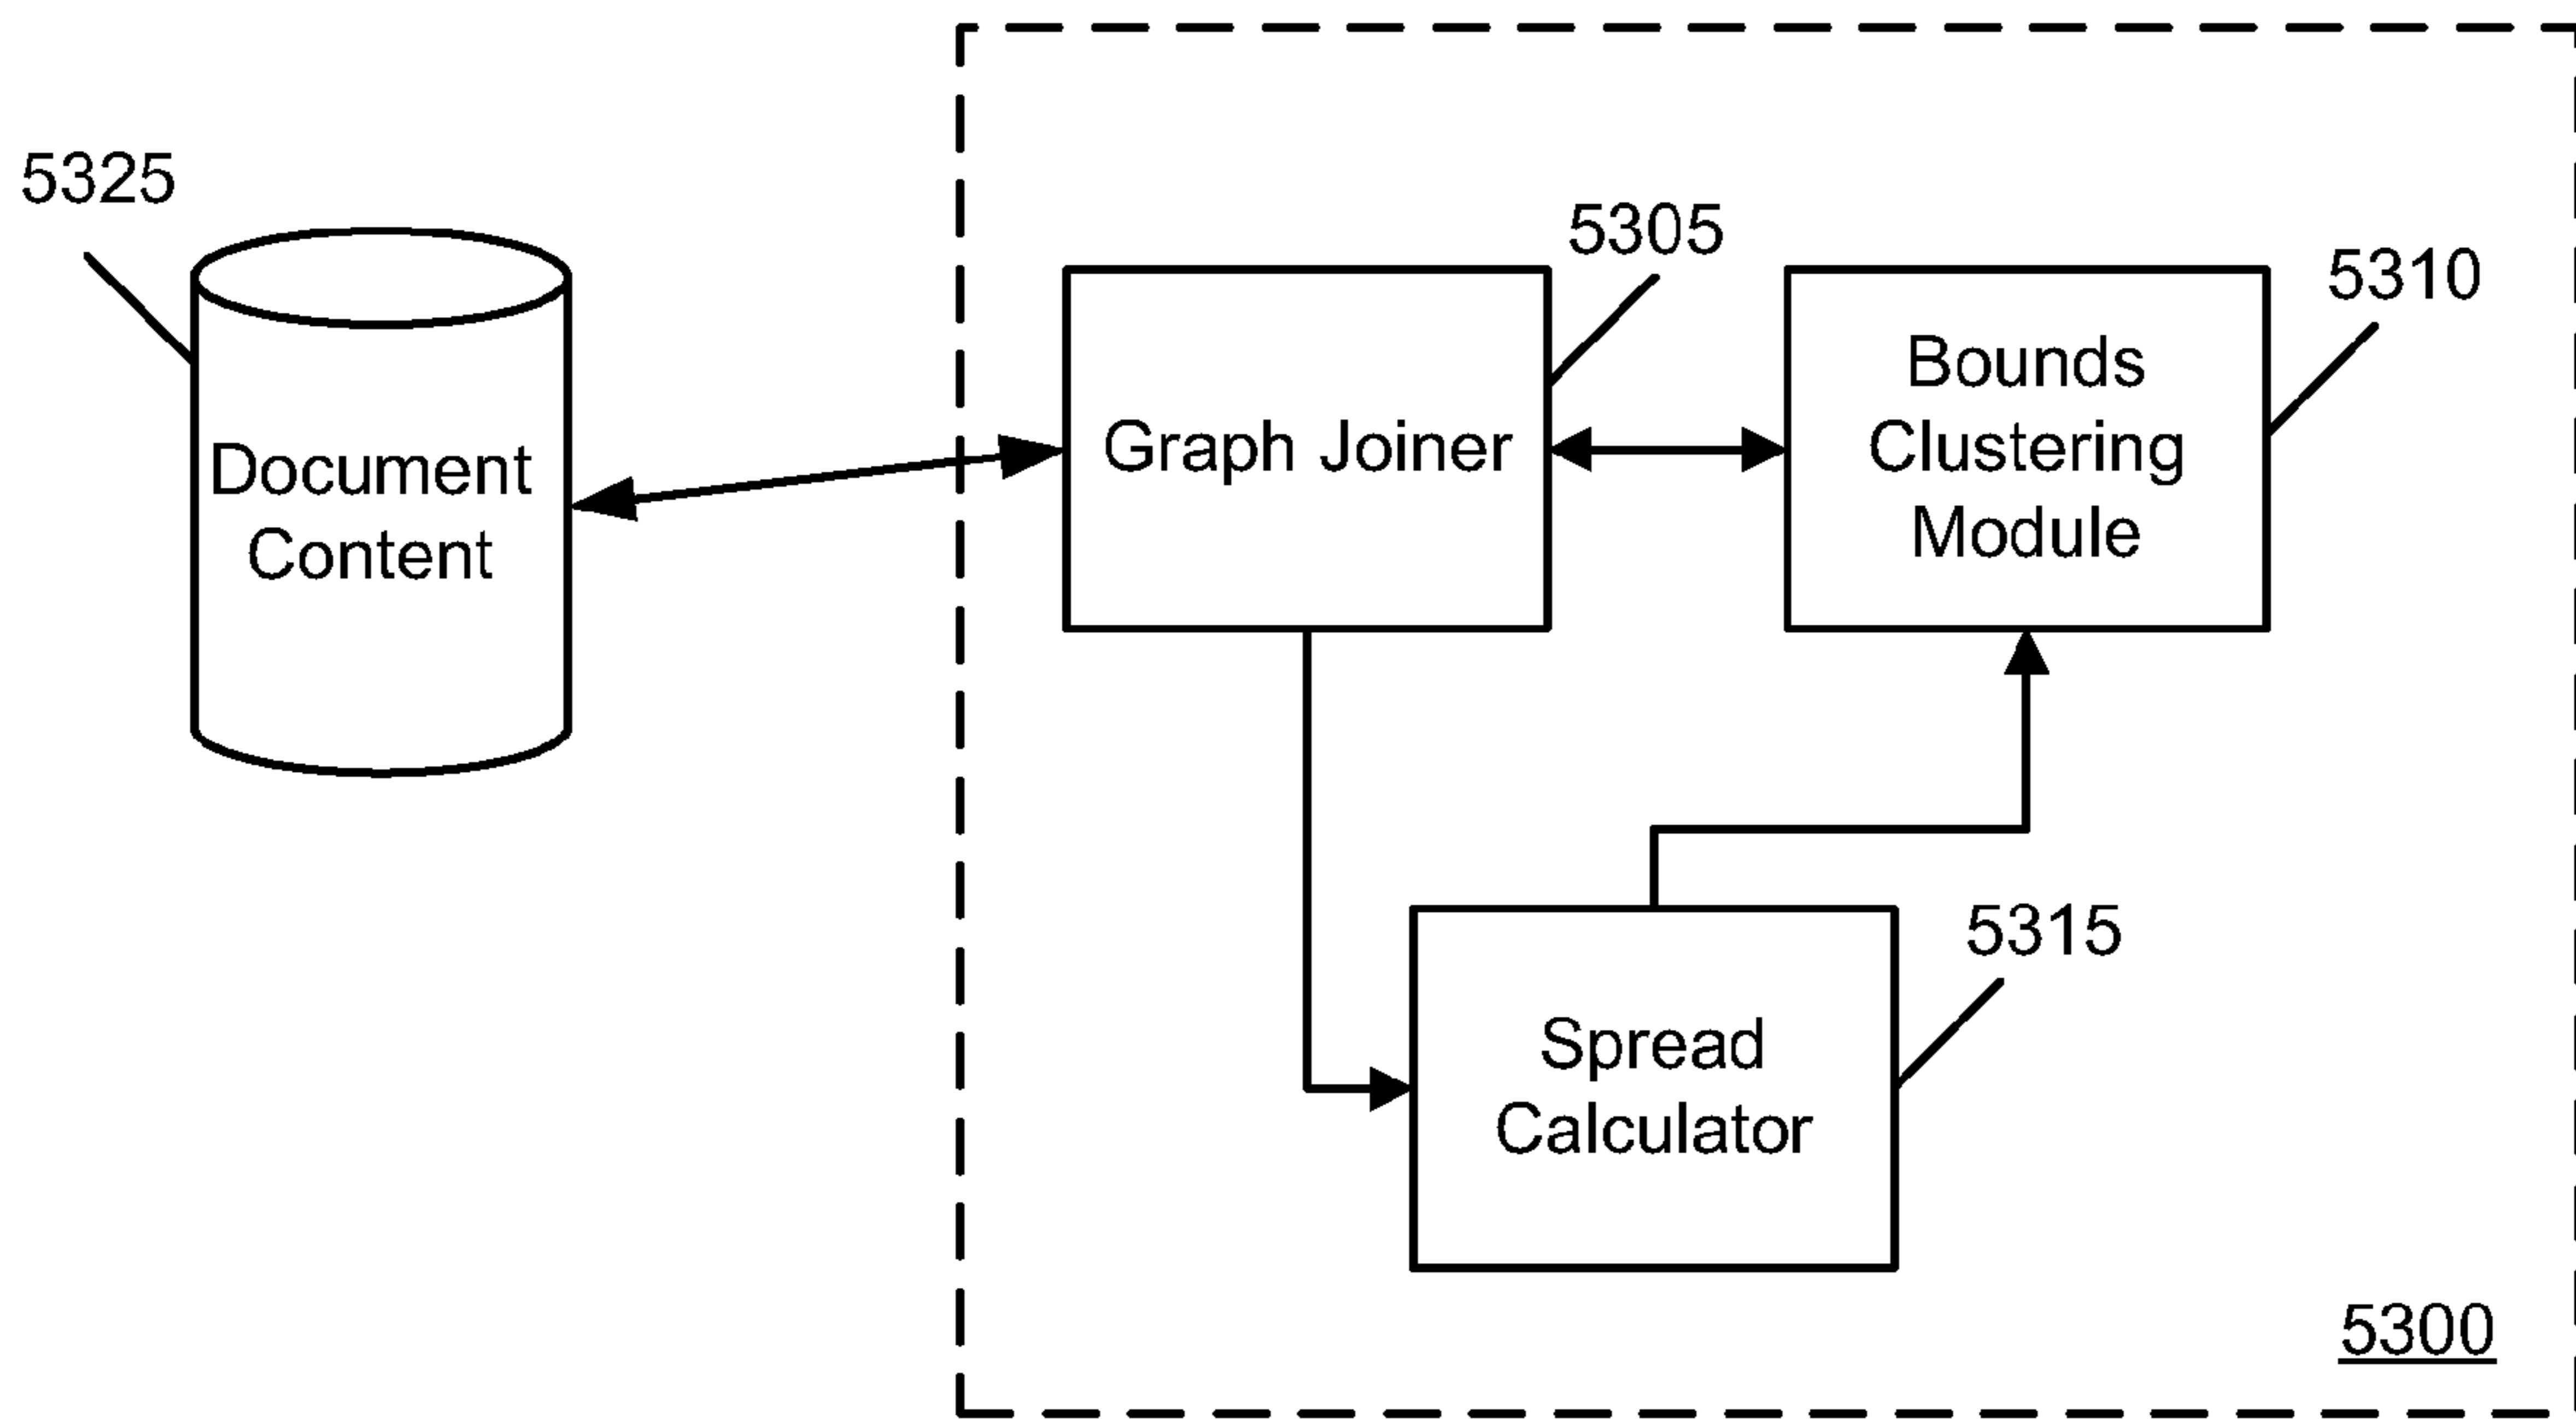 5325
Document
Content
5305
Graph Joiner
5310
Bounds
Clustering
Module
5315
Spread
Calculator
5300